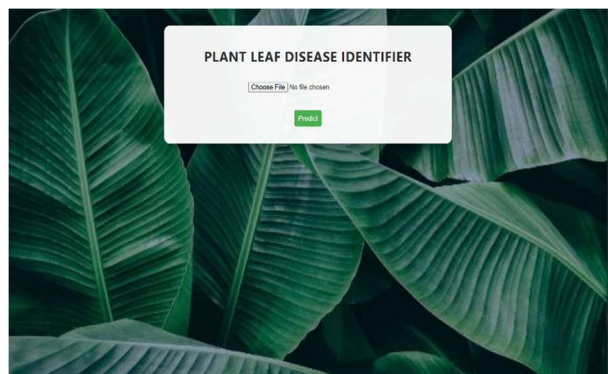 PLANT LEAF DISEASE IDENTIFIER
Choose File No file chosen
Predict